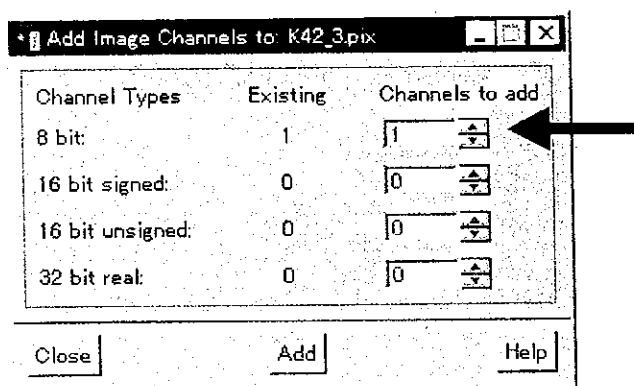 Add Image Channels to: K42_3.pix
Channel Types Existing Channels to add
8 bit: 1 1
16 bit signed: 0 0
16 bit unsigned: 0 0
32 bit real: 0 0
Close Add Help